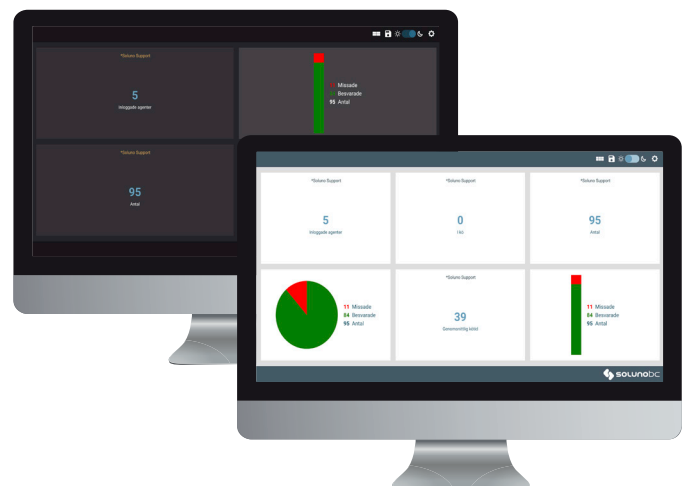 *Soluno Support
5
Inloggade agenter
11 Missade
Besvarade
95 Antal
*Soluno Support
95
Antal
*Soluno Support
5
Inloggade agenter
*Soluno Support
0
I kö
*Soluno Support
95
Antal
11 Missade
84 Besvarade
95 Antal
*Soluno Support
39
Genomsnittlig kötid
11 Missade
84 Besvarade
95 Antal
solunobc